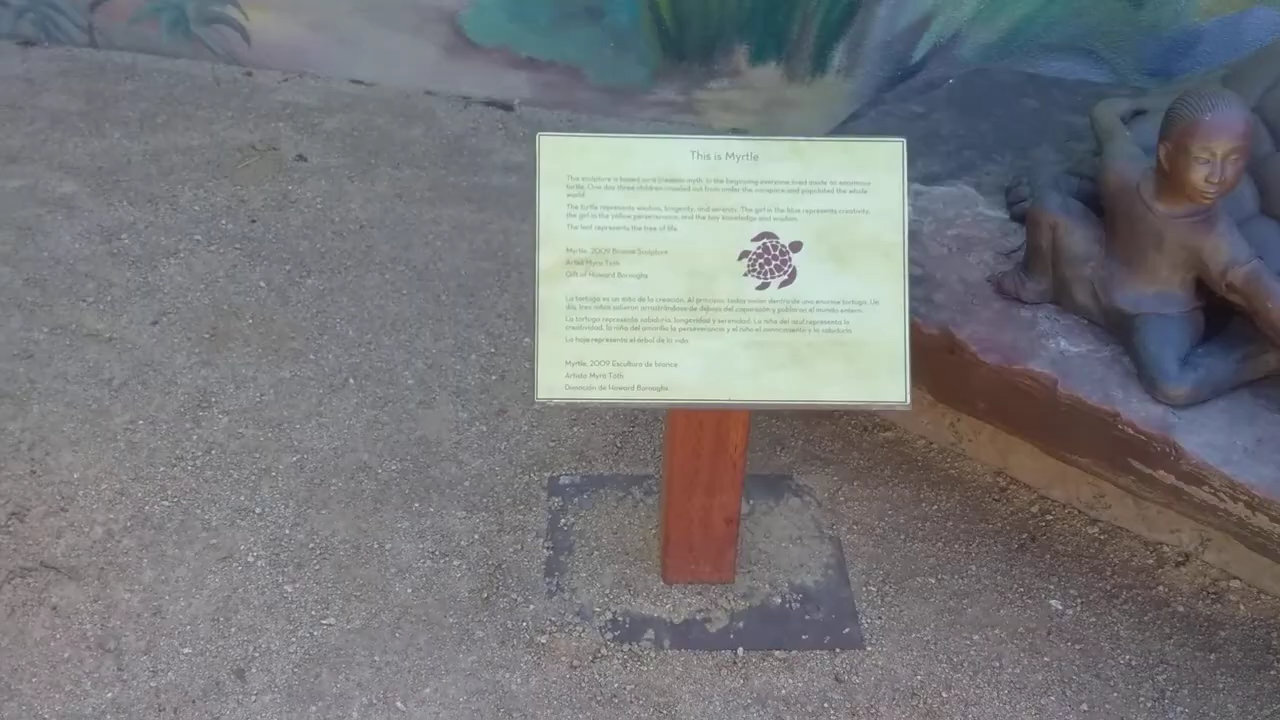 This is Myrtle
This sculpture is based on a creation myth. In the beginning everyone lived inside an enormous
turtle. One day three children crawled out from under the carapace and populated the whole
world.
The turtle represents wisdom, longevity, and serenity. The girl in the blue represents creativity,
the girl in the yellow perseverance, and the boy knowledge and wisdom.
The leaf represents the tree of life.
Myrtle, 2009 Bronze Sculpture
Artist Myra Toth
Gift of Howard Boroughs
La tortuga es un mito de la creación. Al principio, todos vivían dentro de una enorme tortuga. Un
día, tres niños salieron arrastrándose de debajo del caparazón y poblaron el mundo entero.
La tortuga representa sabiduría, longevidad y serenidad. La niña del azul representa la
creatividad, la niña del amarillo la perseverancia y el niño el conocimiento y la sabiduría.
La hoja representa el árbol de la vida.
Myrtle, 2009 Escultura de bronce
Artista Myra Toth
Donación de Howard Boroughs